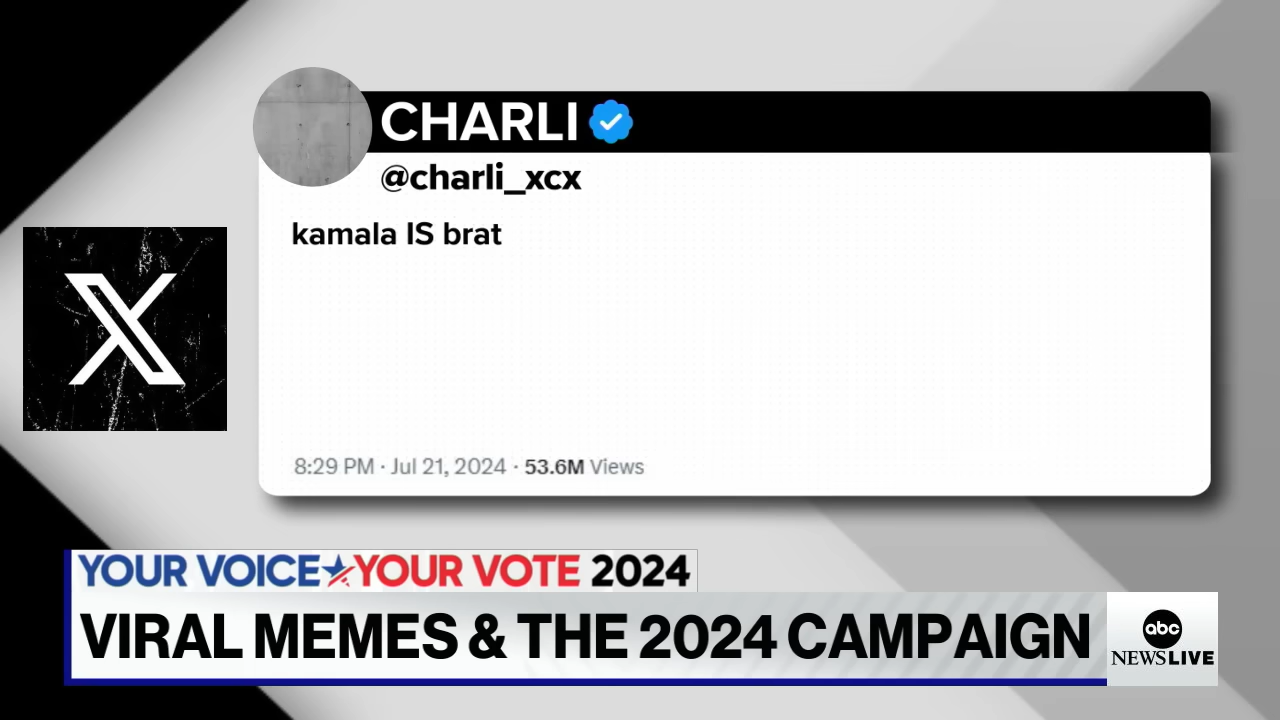 CHARLI
@charli_xcx
kamala IS brat
X
8:29 PM · Jul 21, 2024 · 53.6M Views
YOUR VOICE YOUR VOTE 2024
VIRAL MEMES & THE 2024 CAMPAIGN
abc
NEWS LIVE